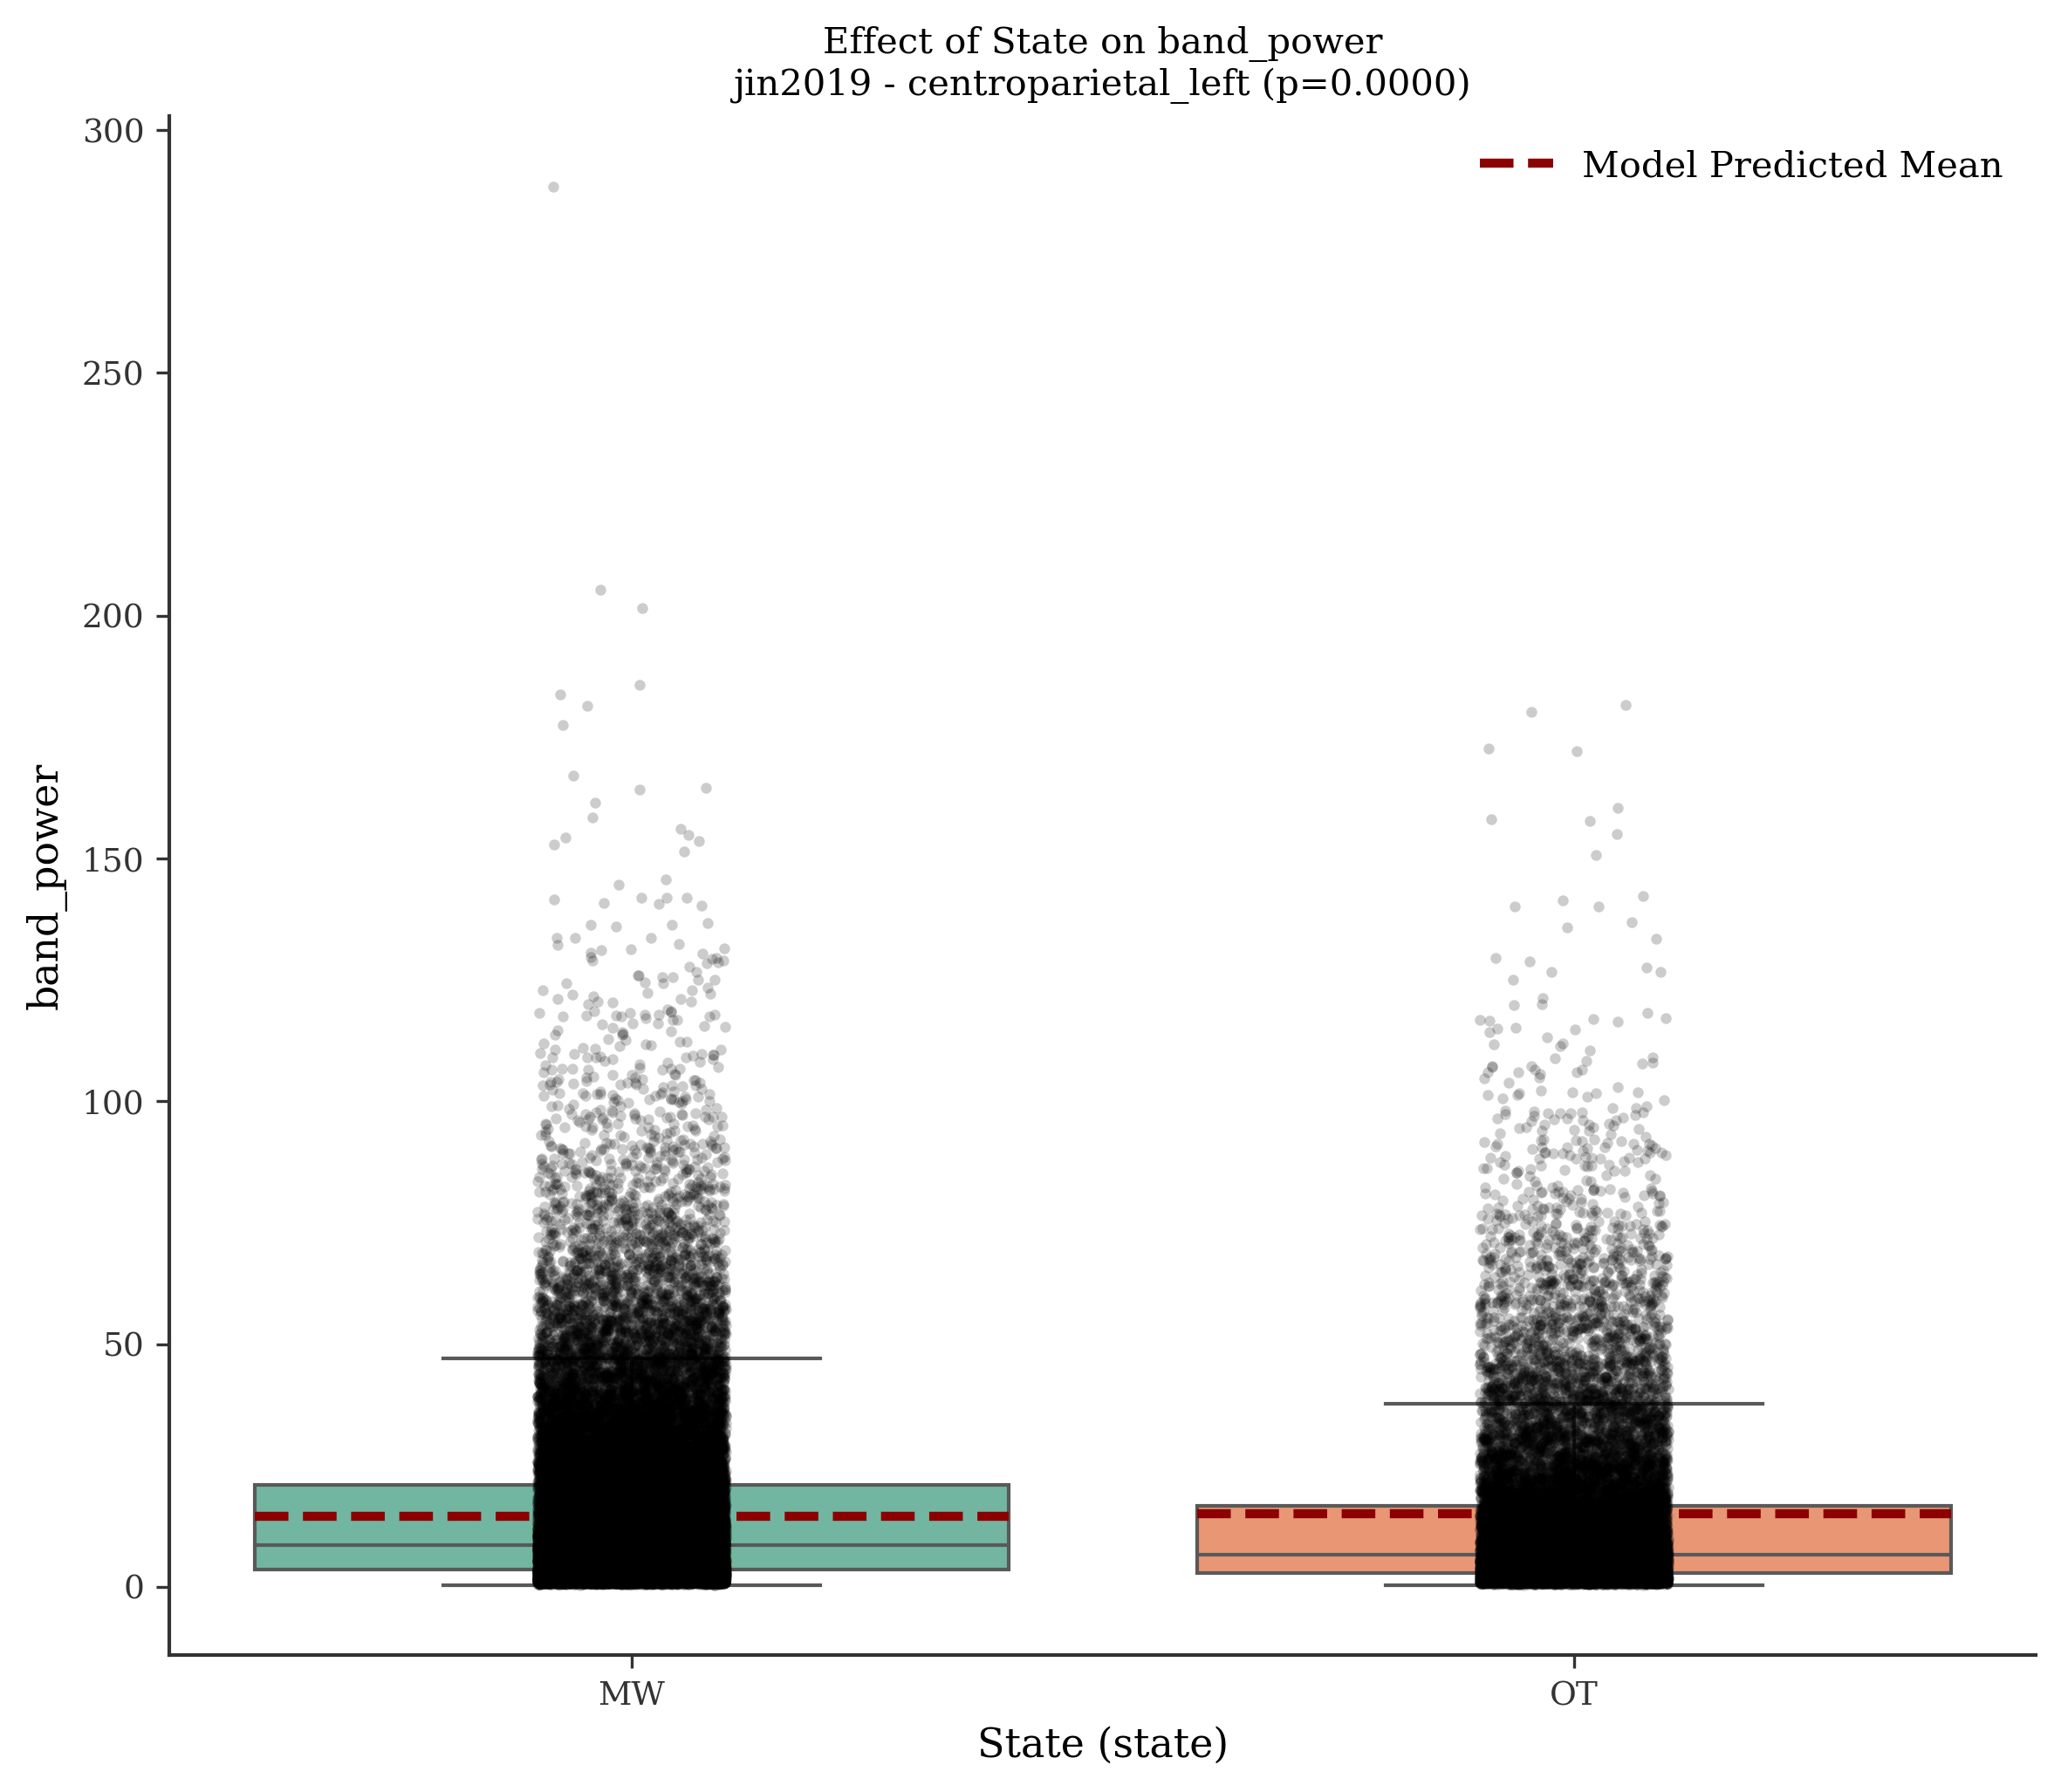 Effect of State on band_power
jin2019 - centroparietal_left (p=0.0000)
Model Predicted Mean
band_power
300
250
200
150
100
50
0
MW
OT
State (state)